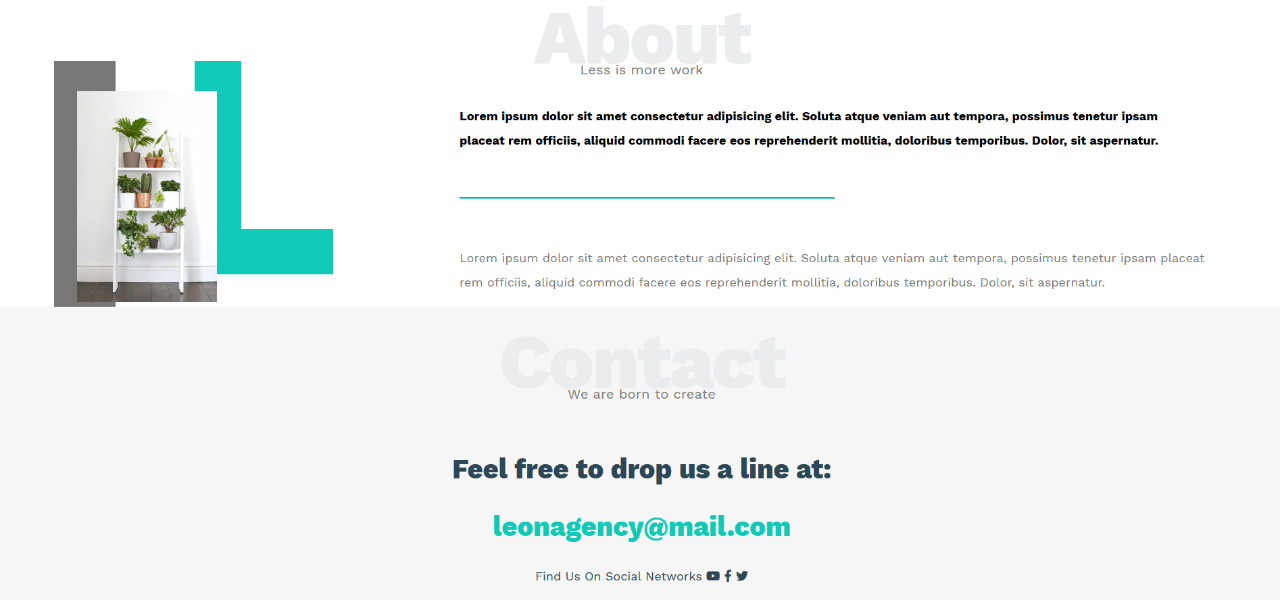 About
Less is more work
Lorem ipsum dolor sit amet consectetur adipisicing elit. Soluta atque veniam aut tempora, possimus tenetur ipsam
placeat rem officiis, aliquid commodi facere eos reprehenderit mollitia, doloribus temporibus. Dolor, sit aspernatur.
Lorem ipsum dolor sit amet consectetur adipisicing elit. Soluta atque veniam aut tempora, possimus tenetur ipsam placeat
rem officiis, aliquid commodi facere eos reprehenderit mollitia, doloribus temporibus. Dolor, sit aspernatur.
Contact
We are born to create
Feel free to drop us a line at:
leonagency@mail.com
Find Us On Social Networks